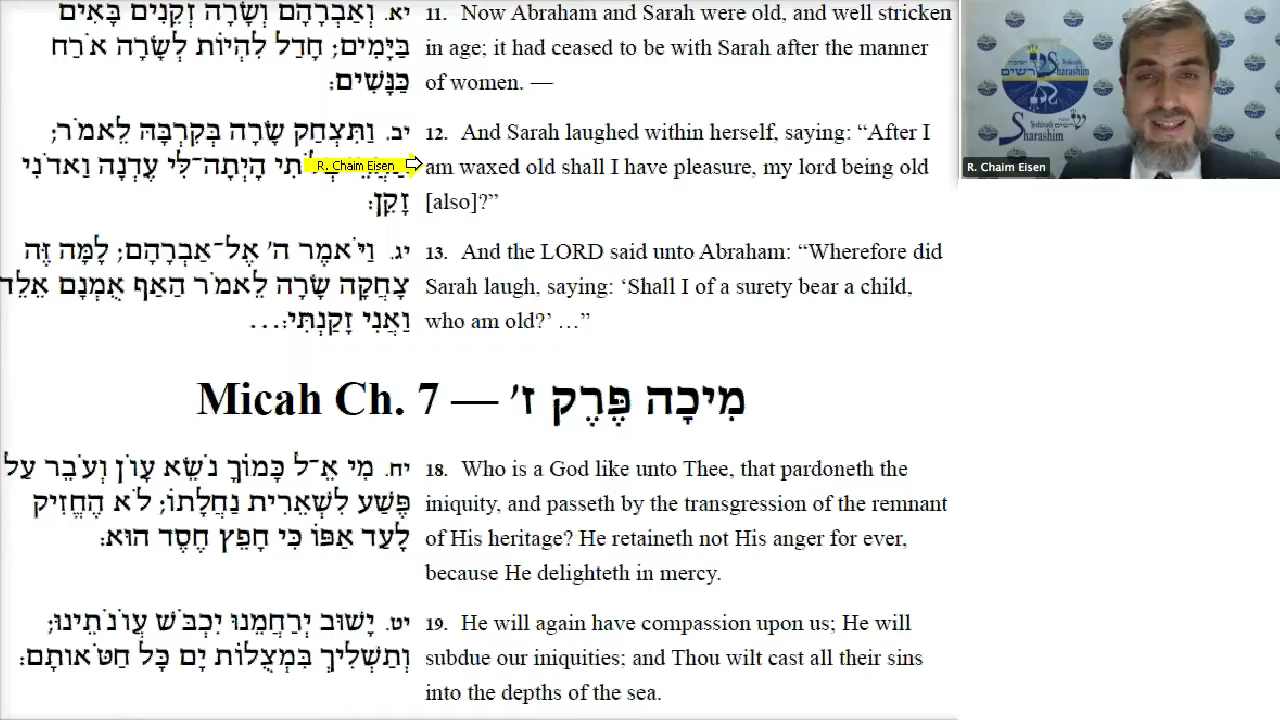 יא. וְאַבְרָהָם וְשָׂרָה זְקֵנִים בָּאִים
בַּיָּמִים; חָדַל לִהְיוֹת לְשָׂרָה אֹרַח
כַּנָּשִׁים:
11. Now Abraham and Sarah were old, and well stricken
in age; it had ceased to be with Sarah after the manner
of women. —
יב. וַתִּצְחַק שָׂרָה בְּקִרְבָּהּ לֵאמֹר;
הָיְתָה־לִּי עֶדְנָה וַאדֹנִי
זָקֵן:
R. Chaim Eisen
12. And Sarah laughed within herself, saying: “After I
am waxed old shall I have pleasure, my lord being old
[also]?”
יג. וַיֹּאמֶר ה' אֶל־אַבְרָהָם; לָמָּה זֶּה
צָחֲקָה שָׂרָה לֵאמֹר הַאַף אֻמְנָם אֵלֵד
וַאֲנִי זָקַנְתִּי:...
13. And the LORD said unto Abraham: “Wherefore did
Sarah laugh, saying: ‘Shall I of a surety bear a child,
who am old?’ …”
Micah Ch. 7 — מִיכָה פֶּרֶק ז'
יח. מִי אֵ־ל כָּמוֹךָ נֹשֵׂא עָוֹן וְעֹבֵר עַל
פֶּשַׁע לִשְׁאֵרִית נַחֲלָתוֹ; לֹא הֶחֱזִיק
לָעַד אַפּוֹ כִּי חָפֵץ חֶסֶד הוּא:
18. Who is a God like unto Thee, that pardoneth the
iniquity, and passeth by the transgression of the remnant
of His heritage? He retaineth not His anger for ever,
because He delighteth in mercy.
יט. יָשׁוּב יְרַחֲמֵנוּ יִכְבֹּשׁ עֲוֹנֹתֵינוּ;
וְתַשְׁלִיךְ בִּמְצֻלוֹת יָם כָּל חַטֹּאותָם:
19. He will again have compassion upon us; He will
subdue our iniquities; and Thou wilt cast all their sins
into the depths of the sea.
שרשים
Sharashim
Yeshivath
Sharashim
R. Chaim Eisen